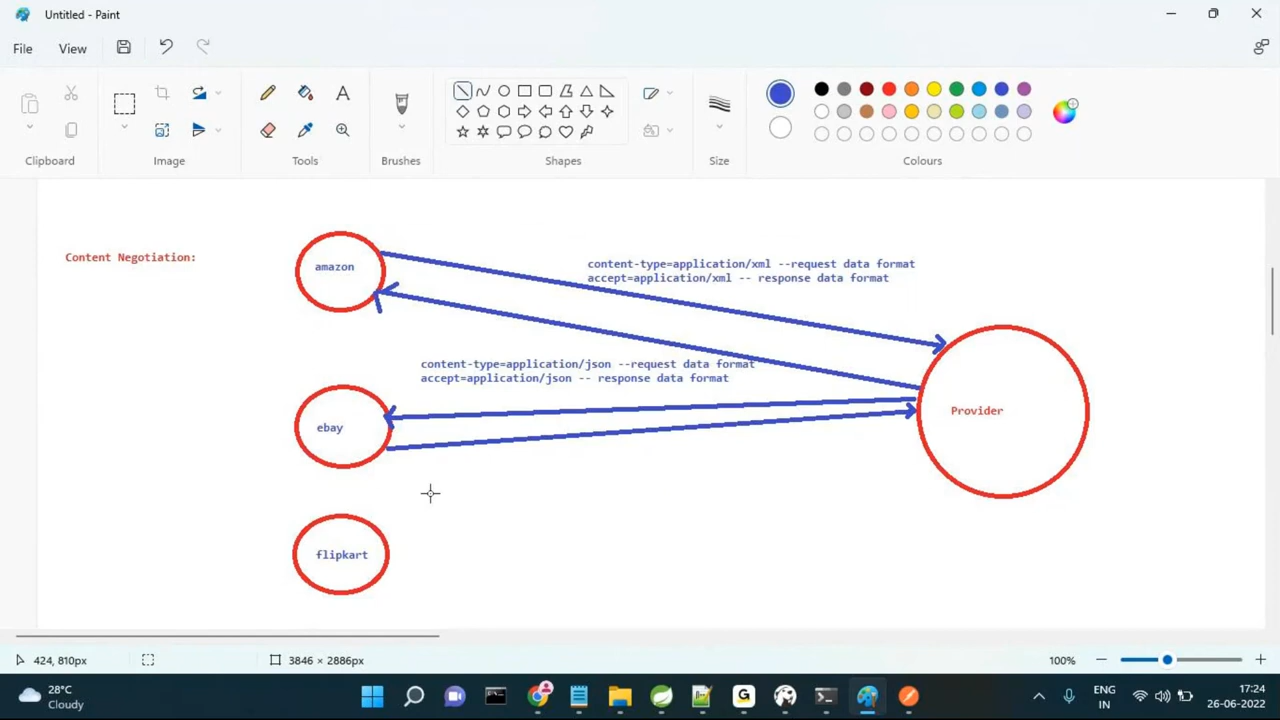 Untitled - Paint
File
View
Clipboard
Image
Tools
Brushes
Shapes
Size
Colours
Content Negotiation:
amazon
content-type=application/xml --request data format
accept=application/xml -- response data format
content-type=application/json --request data format
accept=application/json -- response data format
Provider
ebay
flipkart
424, 810px
3846 × 2886px
100%
28°C
Cloudy
ENG
IN
17:24
26-06-2022